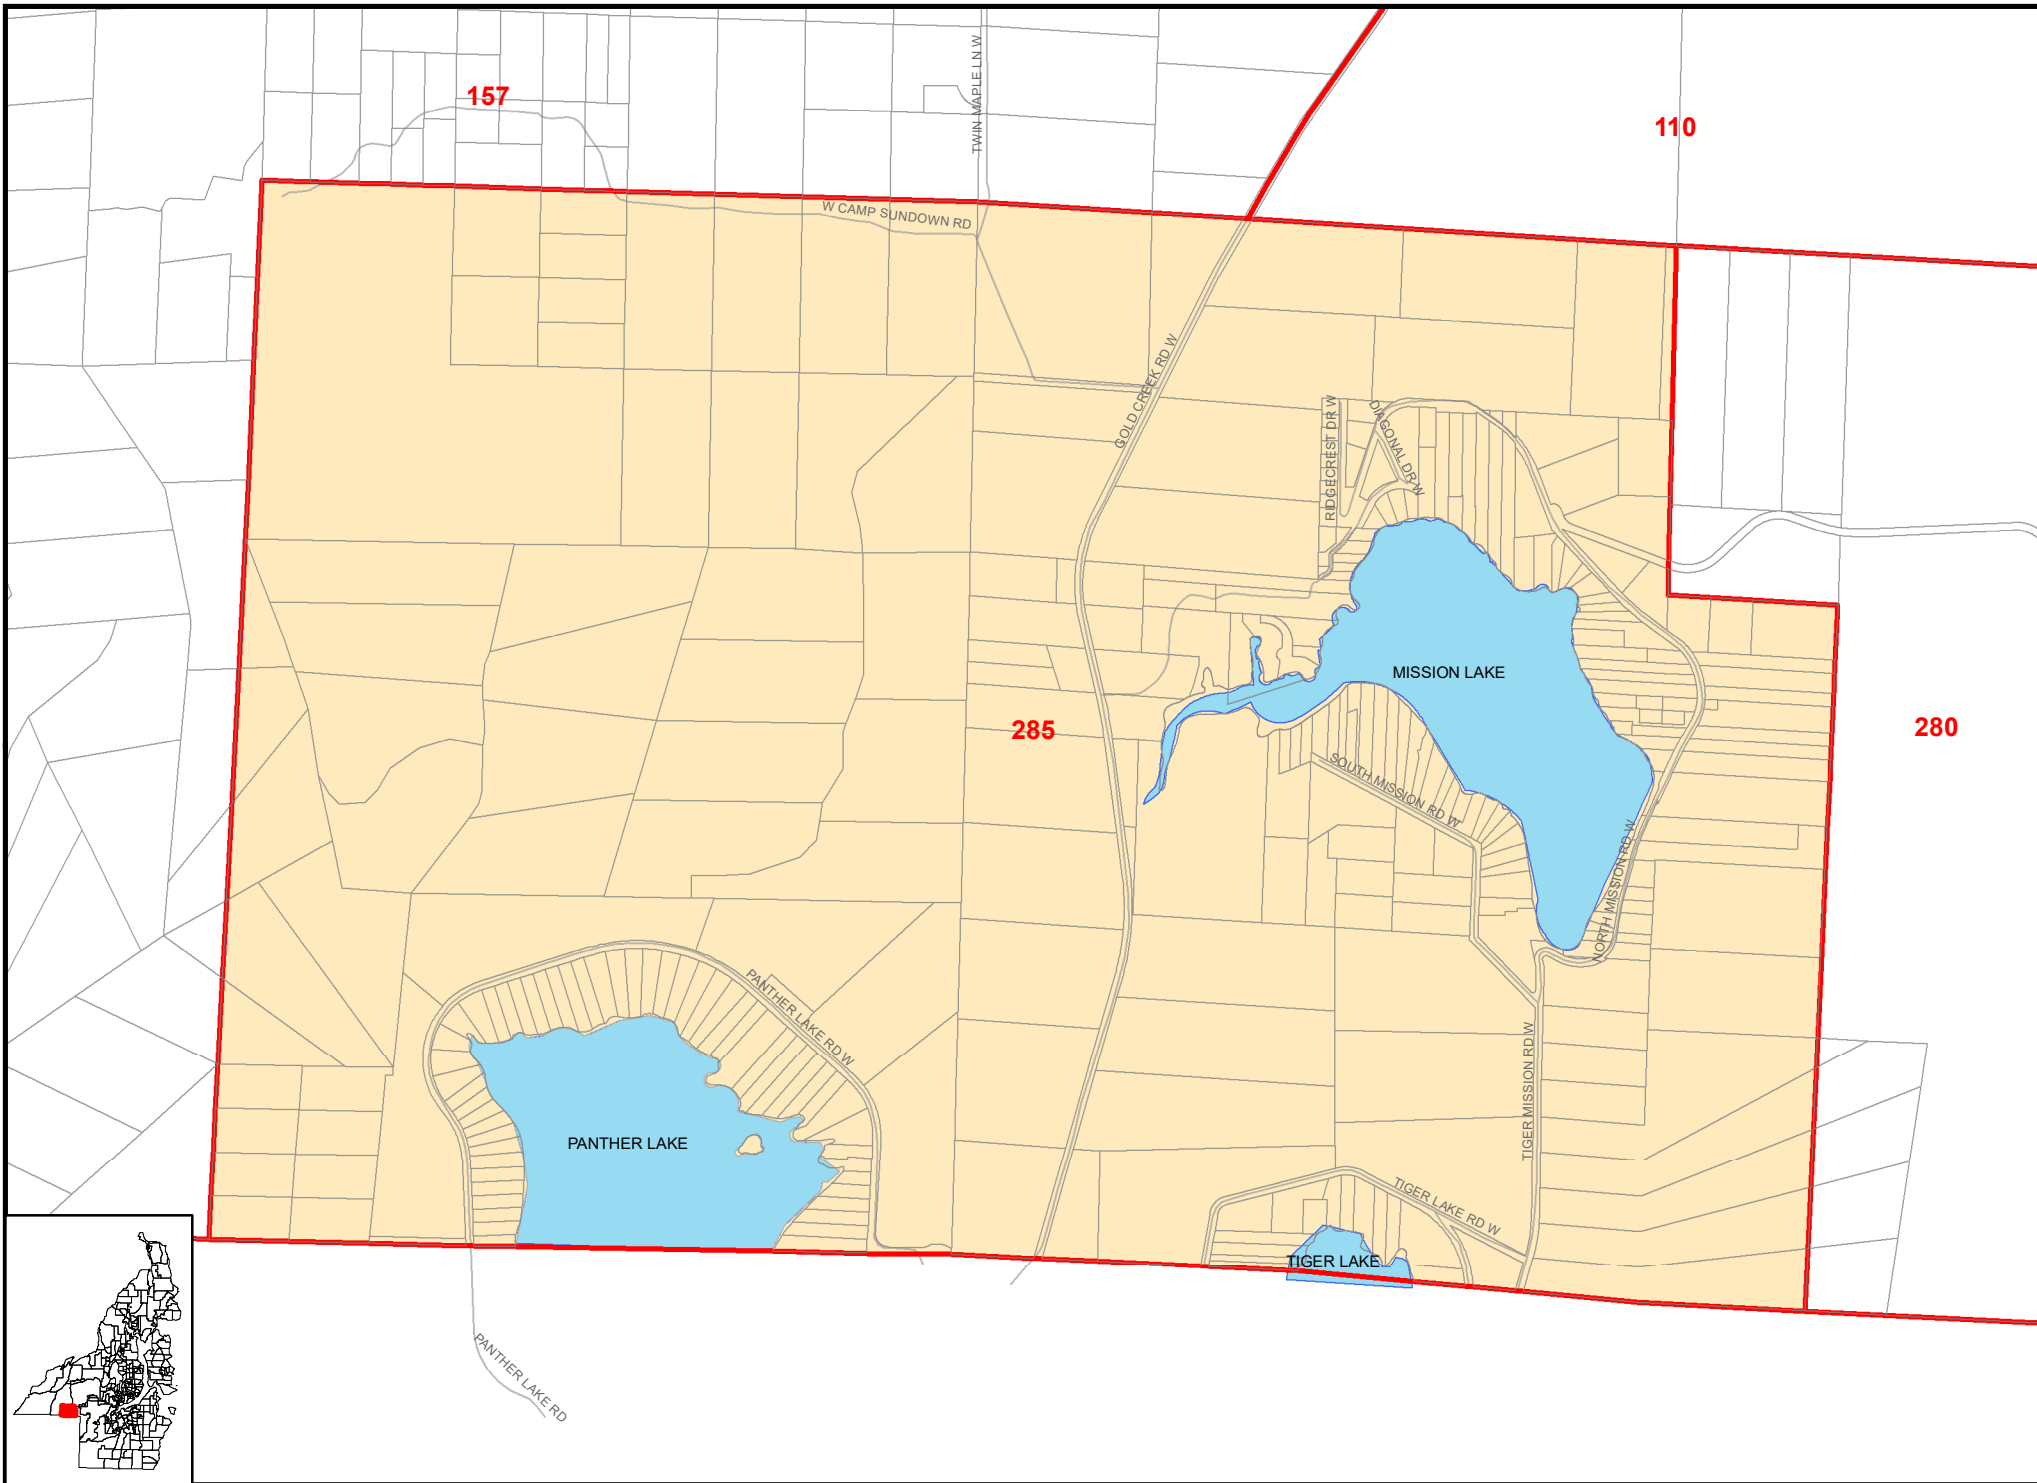 TWIN MAPLE LN W
157
110
W CAMP SUNDOWN RD
GOLD CREEK RD W
RIDGECREST DR W
DIAGONAL DR W
MISSION LAKE
285
280
SOUTH MISSION RD W
NORTH MISSION RD W
PANTHER LAKE RD W
TIGER MISSION RD W
PANTHER LAKE
TIGER LAKE RD W
TIGER LAKE
PANTHER LAKE RD